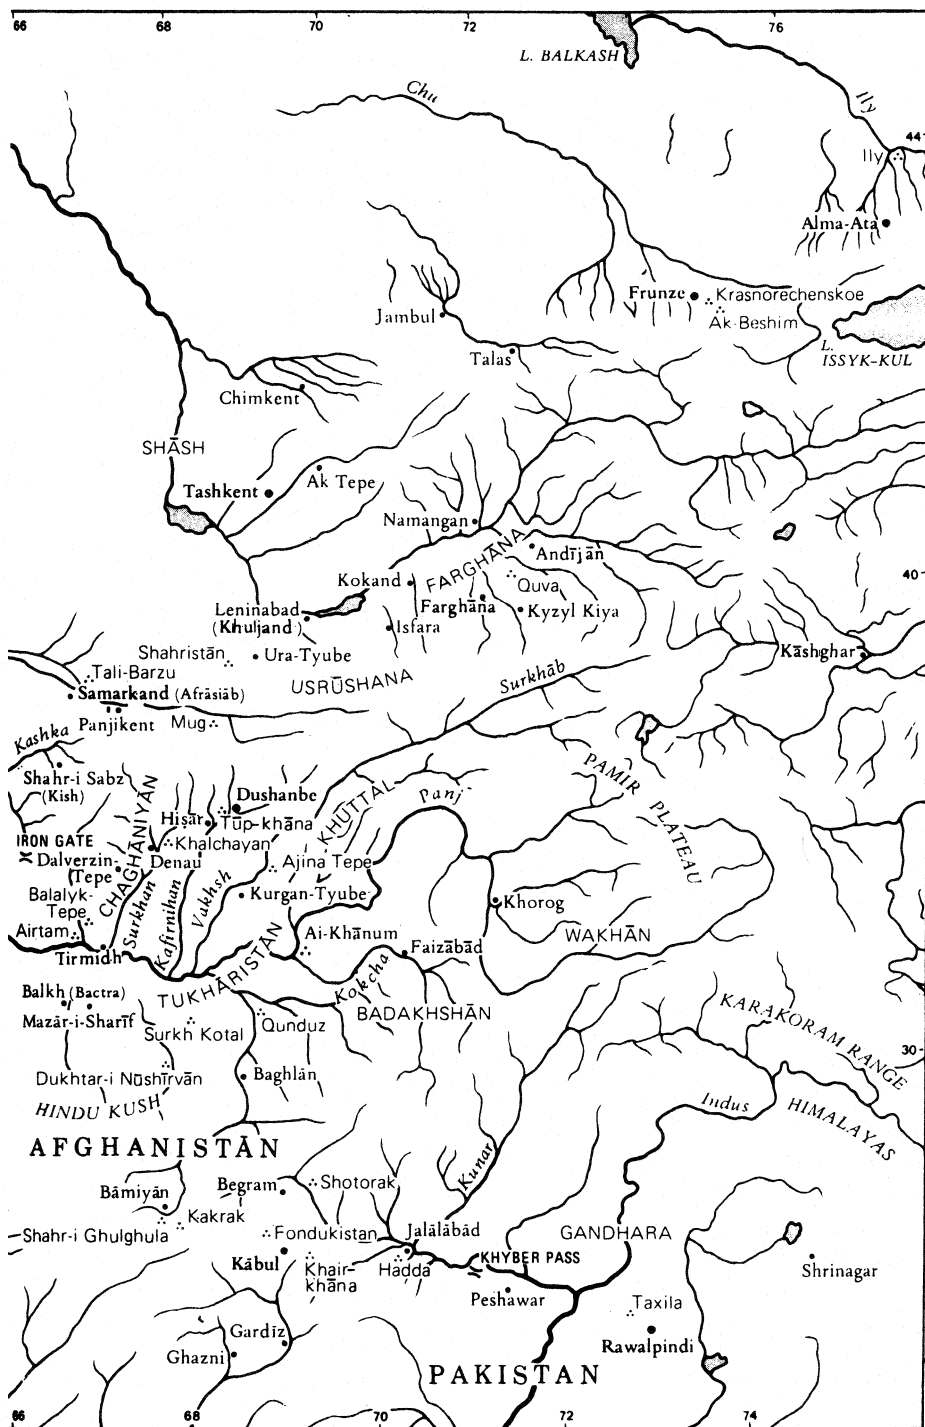 66
70
72
76
L. BALKASH
Chu
Ily
44
Ily
Alma-Ata
Frunze
Krasnorechenskoe
Ak-Beshim
Jambul
L.
ISSYK-KUL
Talas
Chimkent
SHĀSH
Ak Tepe
Tashkent
Namangan
FARGHĀNA
Andījān
Kokand
Quva
40
Farghāna
Kyzyl Kiya
Leninabad
(Khuljand)
Isfara
Shahristān
Ura-Tyube
Kāshghar
Tali-Barzu
USRŪSHANA
Surkhāb
Samarkand (Afrāsiāb)
Panjikent
Mug
Kashka
Shahr-i Sabz
(Kish)
PAMIR PLATEAU
CHAGHĀNIYĀN
Dushanbe
KHUTTAL
Panj
Hiṣār
Tūp-khāna
IRON GATE
Khalchayan
Dalverzin-
Tepe
Denau
Ajina Tepe
Surkhan
Kafirnihan
Vakhsh
Kurgan-Tyube
Khorog
Balalyk-
Tepe
Airtam
Ai-Khānum
WAKHĀN
Tirmidh
Faizābād
TUKHĀRISTĀN
Kokcha
Balkh (Bactra)
KARAKORAM RANGE
Mazār-i-Sharīf
Surkh Kotal
Qunduz
BADAKHSHĀN
30
Dukhtar-i Nūshīrvān
Baghlān
HINDU KUSH
Indus
HIMALAYAS
AFGHANISTĀN
Kunar
Bāmiyān
Begram
Shotorak
Kakrak
Shahr-i Ghulghula
Fondukistan
Jalālābād
GANDHARA
Kābul
Khair-
khāna
Hadda
KHYBER PASS
Shrinagar
Peshawar
Taxila
Gardīz
Rawalpindi
Ghazni
PAKISTAN
66
68
70
72
76